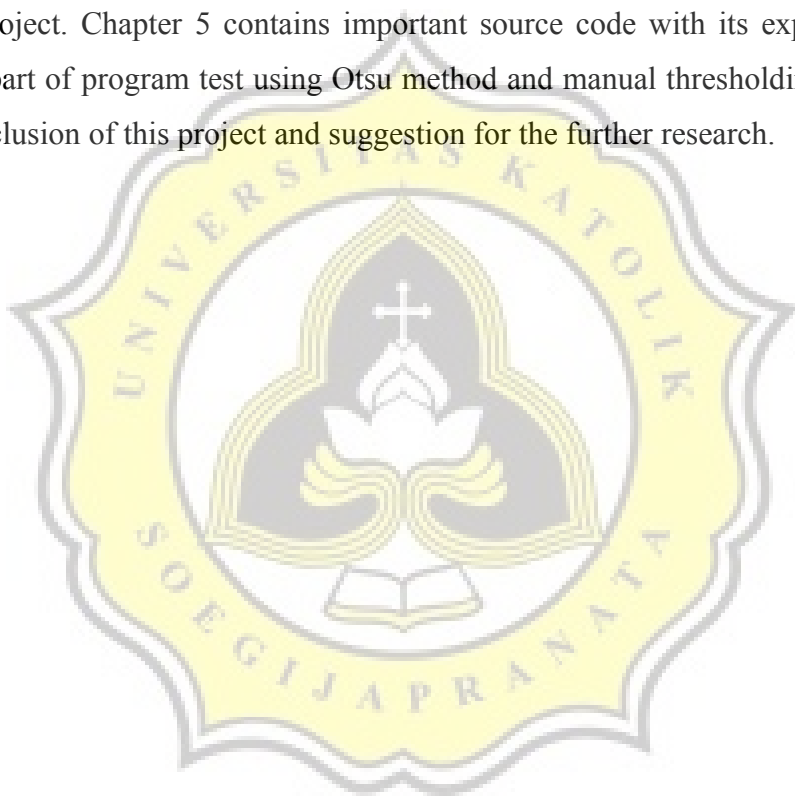 oject. Chapter 5 contains important source code with its exp
part of program test using Otsu method and manual thresholdi
clusion of this project and suggestion for the further research.
UNIVERSITAS KATOLIK
SOEGIJAPRANATA